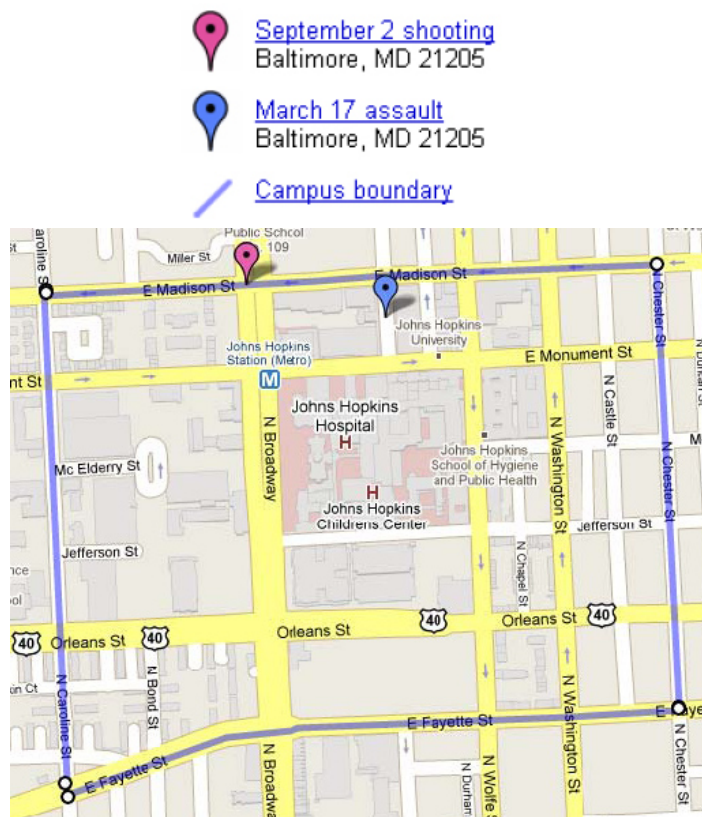 September 2 shooting
Baltimore, MD 21205
March 17 assault
Baltimore, MD 21205
Campus boundary
Public School
109
Miller St
St
E Madison St
E Madison St
N Chester St
Johns Hopkins
University
Johns Hopkins
Station (Metro)
M
E Monument St
nt St
N Castle St
Johns Hopkins
Hospital
H
N Broadway
Mc Elderry St
Johns Hopkins
School of Hygiene
and Public Health
N Washington St
N Chester St
H
Johns Hopkins
Childrens Center
Jefferson St
Jefferson St
N Chapel St
40
Orleans St
40
Orleans St
40
Orleans St
40
N Caroline St
N Bond St
E Fayette St
E Fayette St
N Broadway
N Durham
N Wolfe S
N Washington St
N Chester St